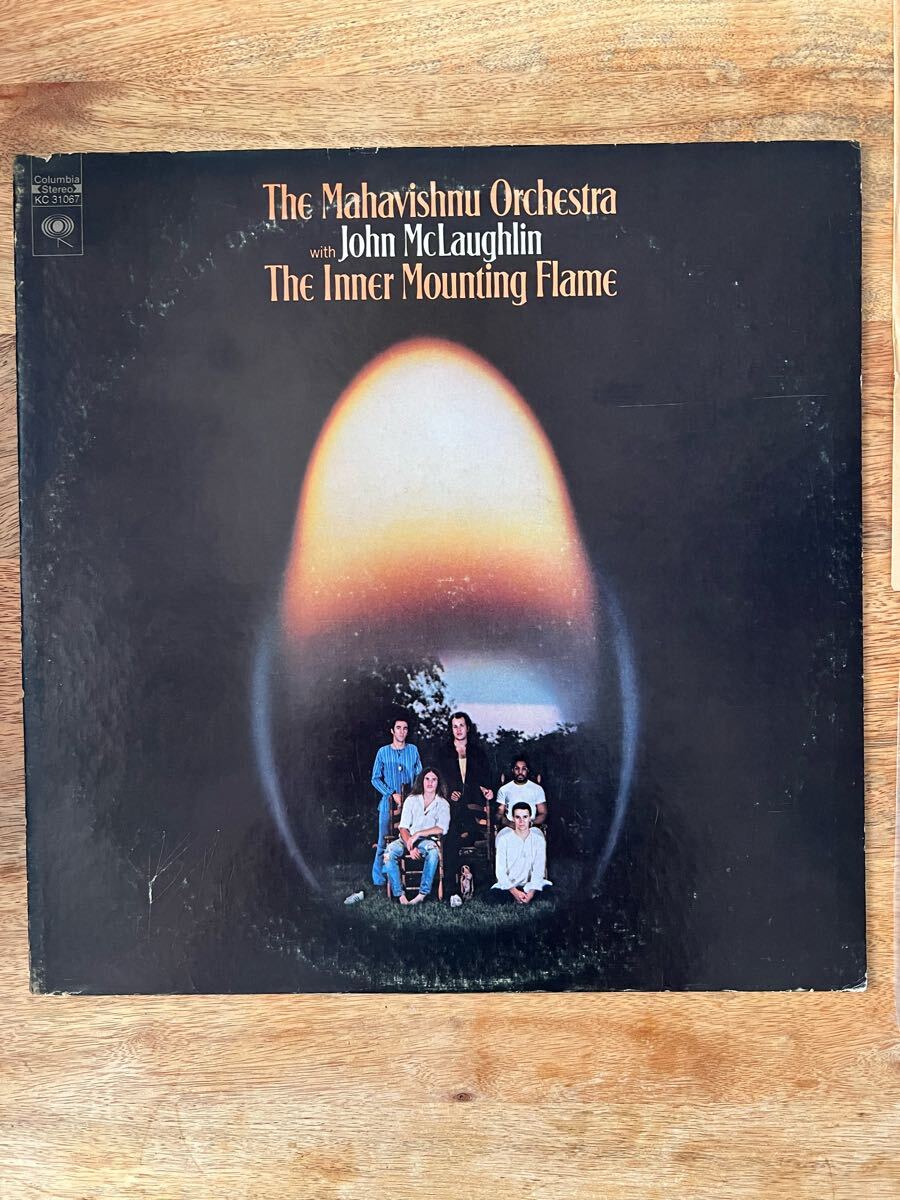 Columbia
Stereo
KC 31067
The Mahavishnu Orchestra
with John McLaughlin
The Inner Mounting Flame